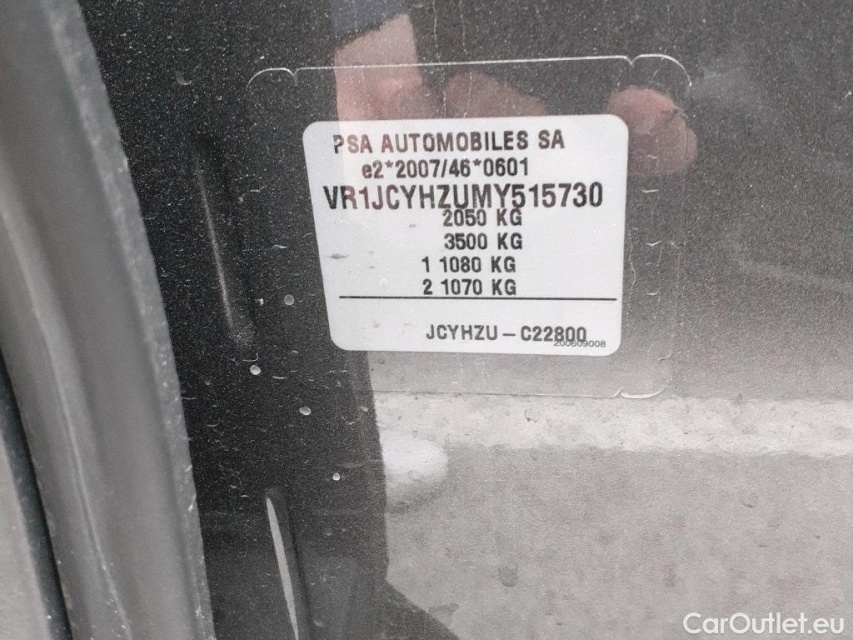 PSA AUTOMOBILES SA
e2*2007/46*0601
VR1JCYHZUMY515730
2050 KG
3500 KG
1 1080 KG
2 1070 KG
JCYHZU – C22800
200609008
CarOutlet.eu